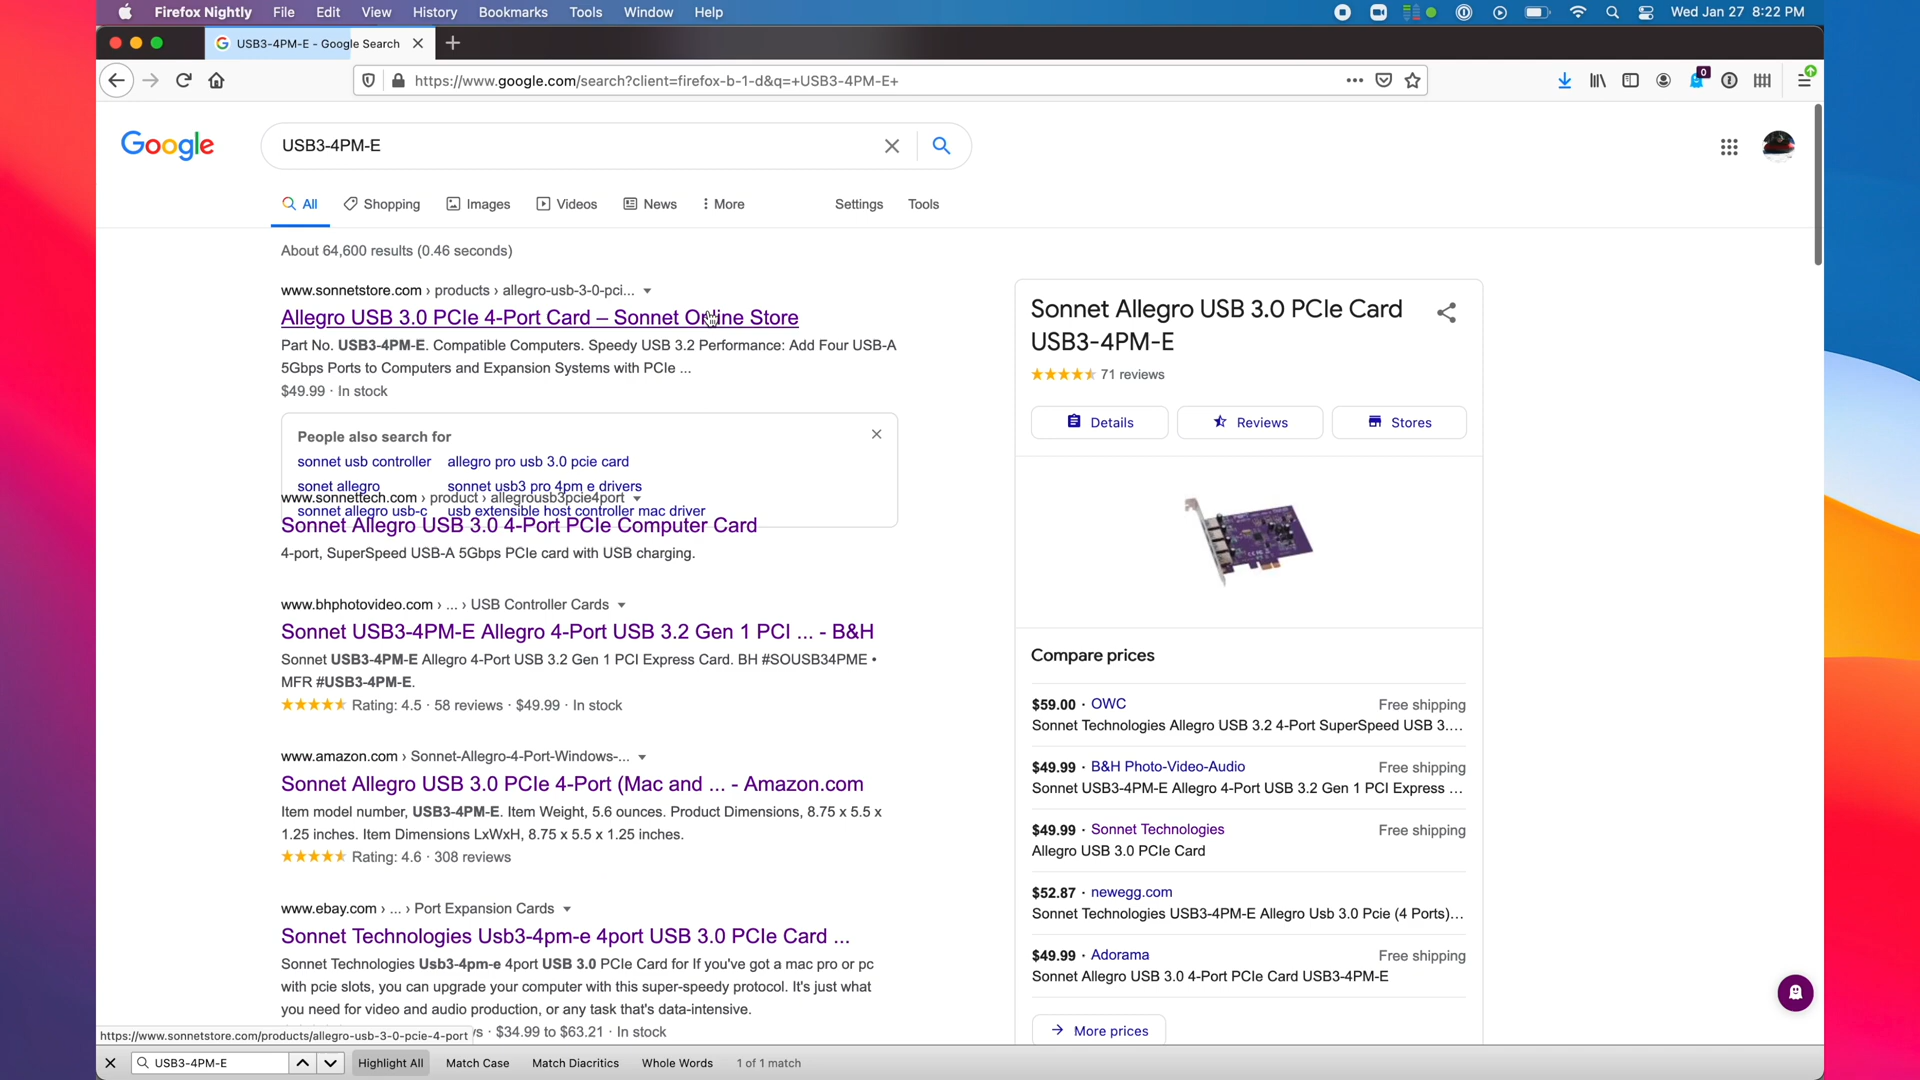 Firefox Nightly File Edit View History Bookmarks Tools Window Help Wed Jan 27 8:22 PM
USB3-4PM-E - Google Search
https://www.google.com/search?client=firefox-b-1-d&q=+USB3-4PM-E+
0
Google
USB3-4PM-E
All Shopping Images Videos News More Settings Tools
About 64,600 results (0.46 seconds)
www.sonnetstore.com › products › allegro-usb-3-0-pci...
Allegro USB 3.0 PCIe 4-Port Card – Sonnet Online Store
Part No. USB3-4PM-E. Compatible Computers. Speedy USB 3.2 Performance: Add Four USB-A
5Gbps Ports to Computers and Expansion Systems with PCIe ...
$49.99 · In stock
People also search for
sonnet usb controller allegro pro usb 3.0 pcie card
sonet allegro sonnet usb3 pro 4pm e drivers
www.sonnettech.com › product › allegrousb3pcie4port
sonnet allegro usb-c usb extensible host controller mac driver
Sonnet Allegro USB 3.0 4-Port PCIe Computer Card
4-port, SuperSpeed USB-A 5Gbps PCIe card with USB charging.
www.bhphotovideo.com › ... › USB Controller Cards
Sonnet USB3-4PM-E Allegro 4-Port USB 3.2 Gen 1 PCI ... - B&H
Sonnet USB3-4PM-E Allegro 4-Port USB 3.2 Gen 1 PCI Express Card. BH #SOUSB34PME •
MFR #USB3-4PM-E.
Rating: 4.5 · 58 reviews · $49.99 · In stock
www.amazon.com › Sonnet-Allegro-4-Port-Windows-...
Sonnet Allegro USB 3.0 PCIe 4-Port (Mac and ... - Amazon.com
Item model number, USB3-4PM-E. Item Weight, 5.6 ounces. Product Dimensions, 8.75 x 5.5 x
1.25 inches. Item Dimensions LxWxH, 8.75 x 5.5 x 1.25 inches.
Rating: 4.6 · 308 reviews
www.ebay.com › ... › Port Expansion Cards
Sonnet Technologies Usb3-4pm-e 4port USB 3.0 PCIe Card ...
Sonnet Technologies Usb3-4pm-e 4port USB 3.0 PCIe Card for If you've got a mac pro or pc
with pcie slots, you can upgrade your computer with this super-speedy protocol. It's just what
you need for video and audio production, or any task that's data-intensive.
· $34.99 to $63.21 · In stock
Sonnet Allegro USB 3.0 PCIe Card
USB3-4PM-E
71 reviews
Details Reviews Stores
Compare prices
$59.00 · OWC Free shipping
Sonnet Technologies Allegro USB 3.2 4-Port SuperSpeed USB 3....
$49.99 · B&H Photo-Video-Audio Free shipping
Sonnet USB3-4PM-E Allegro 4-Port USB 3.2 Gen 1 PCI Express ...
$49.99 · Sonnet Technologies Free shipping
Allegro USB 3.0 PCIe Card
$52.87 · newegg.com
Sonnet Technologies USB3-4PM-E Allegro Usb 3.0 Pcie (4 Ports)...
$49.99 · Adorama Free shipping
Sonnet Allegro USB 3.0 4-Port PCIe Card USB3-4PM-E
More prices
https://www.sonnetstore.com/products/allegro-usb-3-0-pcie-4-port
USB3-4PM-E Highlight All Match Case Match Diacritics Whole Words 1 of 1 match